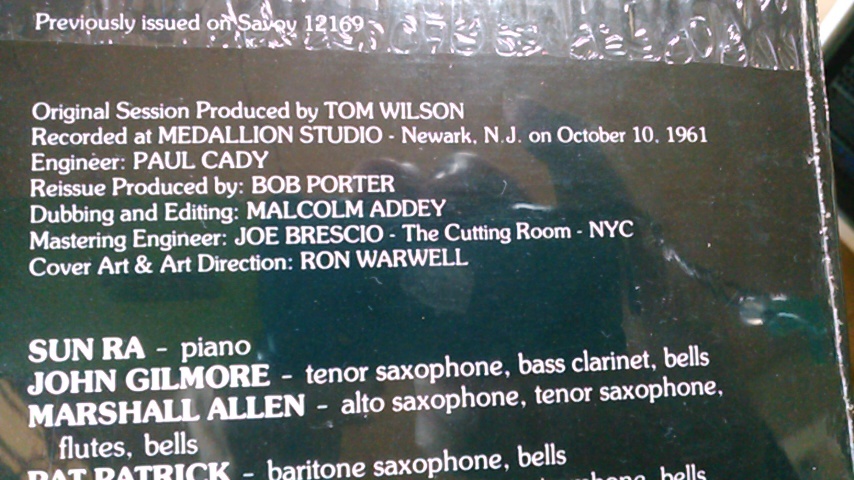 Previously issued on Savoy 12169
Original Session Produced by TOM WILSON
Recorded at MEDALLION STUDIO - Newark, N.J. on October 10, 1961
Engineer: PAUL CADY
Reissue Produced by: BOB PORTER
Dubbing and Editing: MALCOLM ADDEY
Mastering Engineer: JOE BRESCIO - The Cutting Room - NYC
Cover Art & Art Direction: RON WARWELL
SUN RA - piano
JOHN GILMORE - tenor saxophone, bass clarinet, bells
MARSHALL ALLEN - alto saxophone, tenor saxophone,
flutes, bells
PAT PATRICK - baritone saxophone, bells
bells